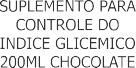 SUPLEMENTO PARA
CONTROLE DO
INDICE GLICEMICO
200ML CHOCOLATE